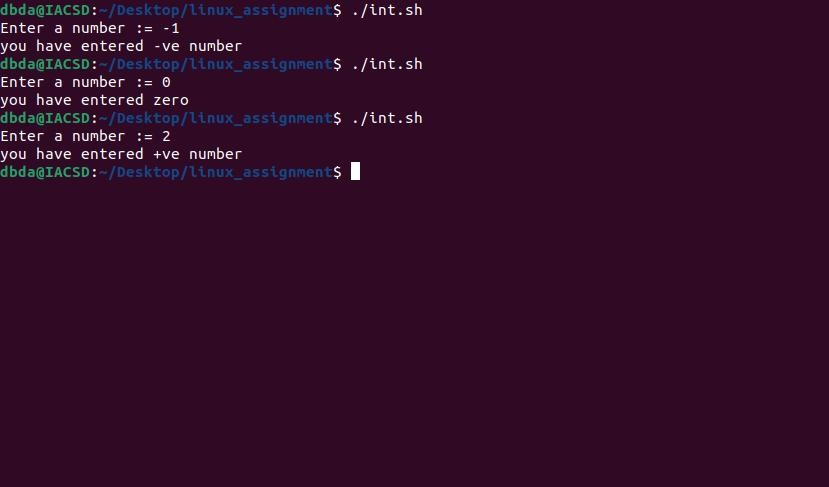 dbda@IACSD:~/Desktop/linux_assignment$ ./int.sh
Enter a number := -1
you have entered -ve number
dbda@IACSD:~/Desktop/linux_assignment$ ./int.sh
Enter a number := 0
you have entered zero
dbda@IACSD:~/Desktop/linux_assignment$ ./int.sh
Enter a number := 2
you have entered +ve number
dbda@IACSD:~/Desktop/linux_assignment$